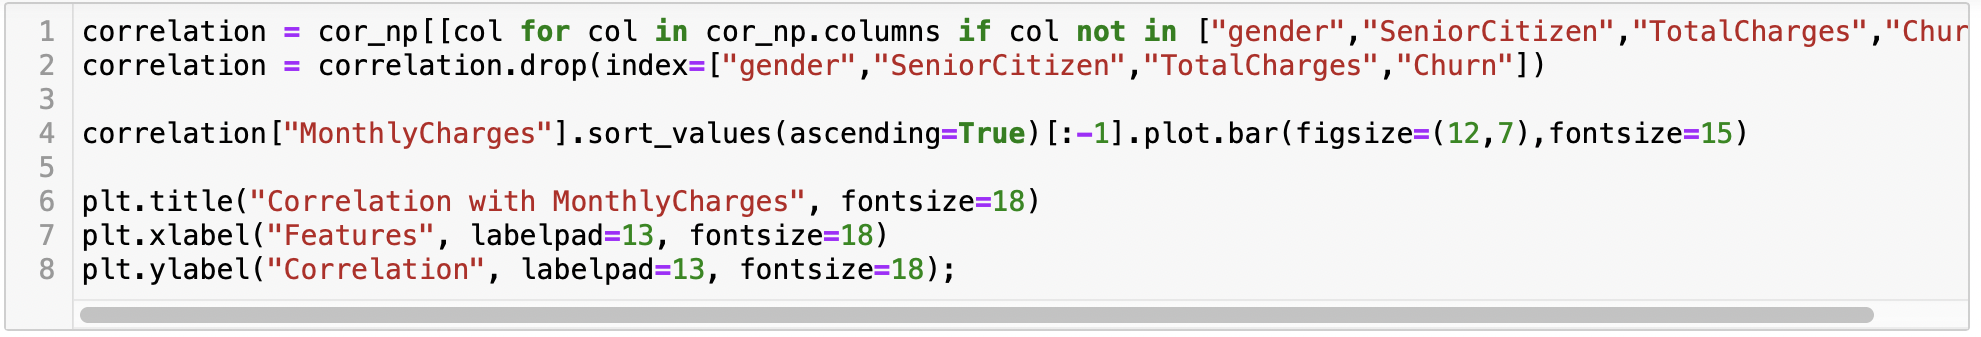 1 correlation = cor_np[[col for col in cor_np.columns if col not in ["gender","SeniorCitizen","TotalCharges","Chur
2 correlation = correlation.drop(index=["gender","SeniorCitizen","TotalCharges","Churn"])
3
4 correlation["MonthlyCharges"].sort_values(ascending=True)[:-1].plot.bar(figsize=(12,7),fontsize=15)
5
6 plt.title("Correlation with MonthlyCharges", fontsize=18)
7 plt.xlabel("Features", labelpad=13, fontsize=18)
8 plt.ylabel("Correlation", labelpad=13, fontsize=18);